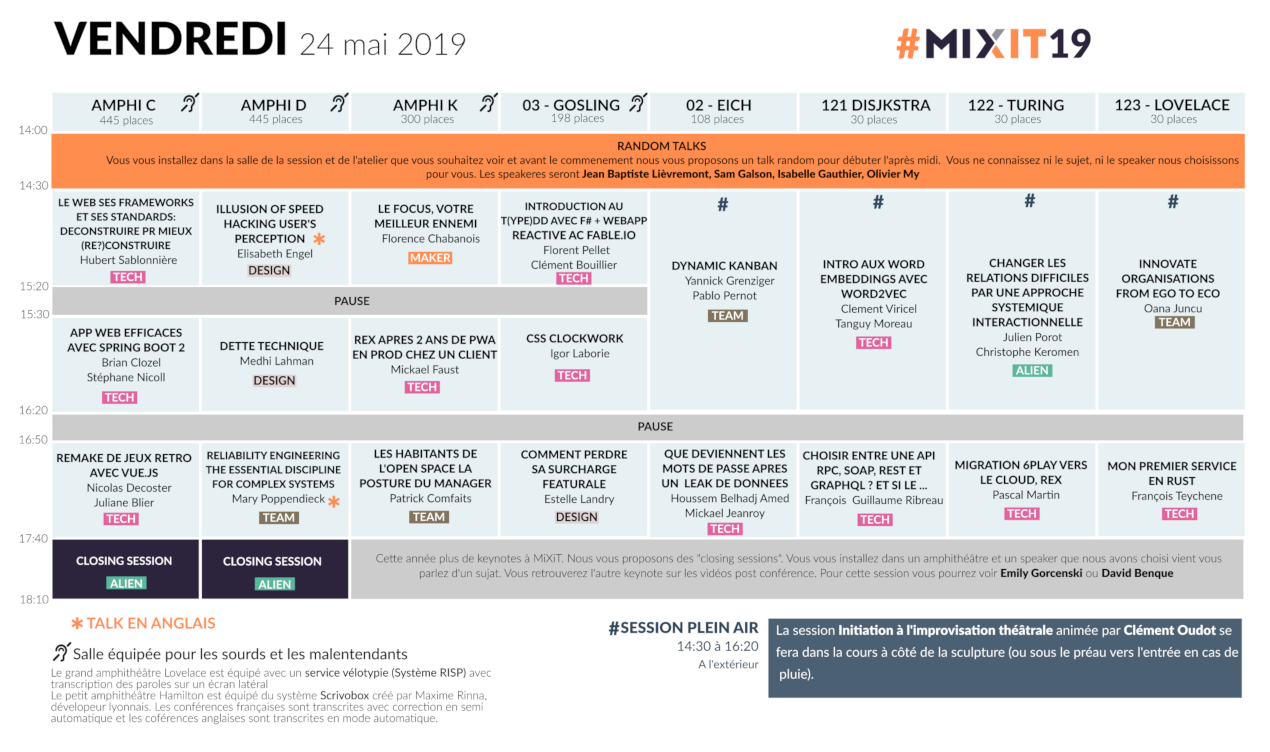 VENDREDI 24 mai 2019
#MIXIT19
AMPHI C
445 places
AMPHI D
445 places
AMPHI K
300 places
03 - GOSLING
198 places
02 - EICH
108 places
121 DISJKSTRA
30 places
122 - TURING
30 places
123 - LOVELACE
30 places
14:00
RANDOM TALKS
Vous vous installez dans la salle de la session et de l'atelier que vous souhaitez voir et avant le commenement nous vous proposons un talk random pour débuter l'après midi. Vous ne connaissez ni le sujet, ni le speaker nous choisissons
pour vous. Les speakeres seront Jean Baptiste Lièvremont, Sam Galson, Isabelle Gauthier, Olivier My
14:30
LE WEB SES FRAMEWORKS
ET SES STANDARDS:
DECONSTRUIRE PR MIEUX
(RE?)CONSTRUIRE
Hubert Sablonnière
TECH
ILLUSION OF SPEED
HACKING USER'S
PERCEPTION *
Elisabeth Engel
DESIGN
LE FOCUS, VOTRE
MEILLEUR ENNEMI
Florence Chabanois
MAKER
INTRODUCTION AU
T(YPE)DD AVEC F# + WEBAPP
REACTIVE AC FABLE.IO
Florent Pellet
Clément Bouillier
TECH
#
DYNAMIC KANBAN
Yannick Grenziger
Pablo Pernot
TEAM
#
INTRO AUX WORD
EMBEDDINGS AVEC
WORD2VEC
Clement Viricel
Tanguy Moreau
TECH
#
CHANGER LES
RELATIONS DIFFICILES
PAR UNE APPROCHE
SYSTEMIQUE
INTERACTIONNELLE
Julien Porot
Christophe Keromen
ALIEN
#
INNOVATE
ORGANISATIONS
FROM EGO TO ECO
Oana Juncu
TEAM
15:20
PAUSE
15:30
APP WEB EFFICACES
AVEC SPRING BOOT 2
Brian Clozel
Stéphane Nicoll
TECH
DETTE TECHNIQUE
Medhi Lahman
DESIGN
REX APRES 2 ANS DE PWA
EN PROD CHEZ UN CLIENT
Mickael Faust
TECH
CSS CLOCKWORK
Igor Laborie
TECH
16:20
PAUSE
16:50
REMAKE DE JEUX RETRO
AVEC VUE.JS
Nicolas Decoster
Juliane Blier
TECH
RELIABILITY ENGINEERING
THE ESSENTIAL DISCIPLINE
FOR COMPLEX SYSTEMS
Mary Poppendieck *
TEAM
LES HABITANTS DE
L'OPEN SPACE LA
POSTURE DU MANAGER
Patrick Comfaits
TEAM
COMMENT PERDRE
SA SURCHARGE
FEATURALE
Estelle Landry
DESIGN
QUE DEVIENNENT LES
MOTS DE PASSE APRES
UN LEAK DE DONNEES
Houssem Belhadj Amed
Mickael Jeanroy
TECH
CHOISIR ENTRE UNE API
RPC, SOAP, REST ET
GRAPHQL ? ET SI LE ...
François Guillaume Ribreau
TECH
MIGRATION 6PLAY VERS
LE CLOUD, REX
Pascal Martin
TECH
MON PREMIER SERVICE
EN RUST
François Teychene
TECH
17:40
CLOSING SESSION
ALIEN
CLOSING SESSION
ALIEN
Cette année plus de keynotes à MiXiT. Nous vous proposons des "closing sessions". Vous vous installez dans un amphithéâtre et un speaker que nous avons choisi vient vous
parlez d'un sujat. Vous retrouverez l'autre keynote sur les vidéos post conférence. Pour cette session vous pourrez voir Emily Gorcenski ou David Benque
18:10
* TALK EN ANGLAIS
Salle équipée pour les sourds et les malentendants
Le grand amphithéâtre Lovelace est équipé avec un service vélotypie (Système RISP) avec
transcription des paroles sur un écran latéral
Le petit amphithéâtre Hamilton est équipé du système Scrivobox créé par Maxime Rinna,
dévelopeur lyonnais. Les conférences françaises sont transcrites avec correction en semi
automatique et les coférences anglaises sont transcrites en mode automatique.
#SESSION PLEIN AIR
14:30 à 16:20
A l'extérieur
La session Initiation à l'improvisation théâtrale animée par Clément Oudot se
fera dans la cours à côté de la sculpture (ou sous le préau vers l'entrée en cas de
pluie).